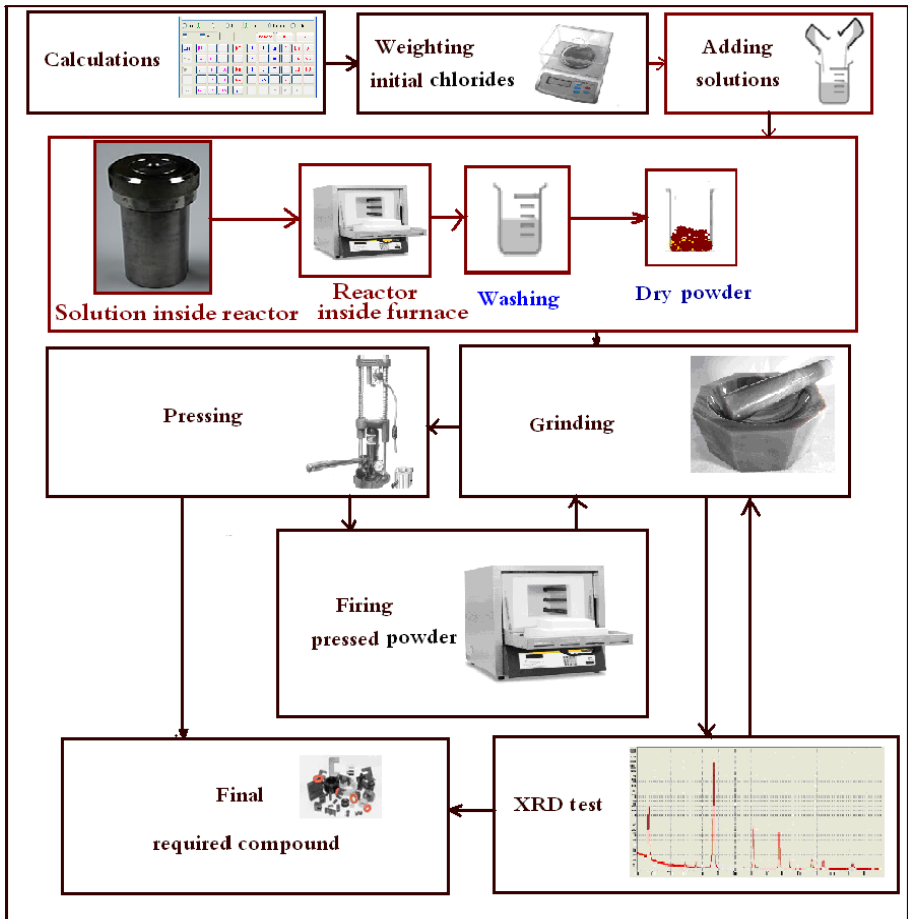 Calculations
Weighting
initial chlorides
Adding
solutions
Solution inside reactor
Reactor
inside furnace
Washing
Dry powder
Pressing
Grinding
Firing
pressed powder
Final
required compound
XRD test